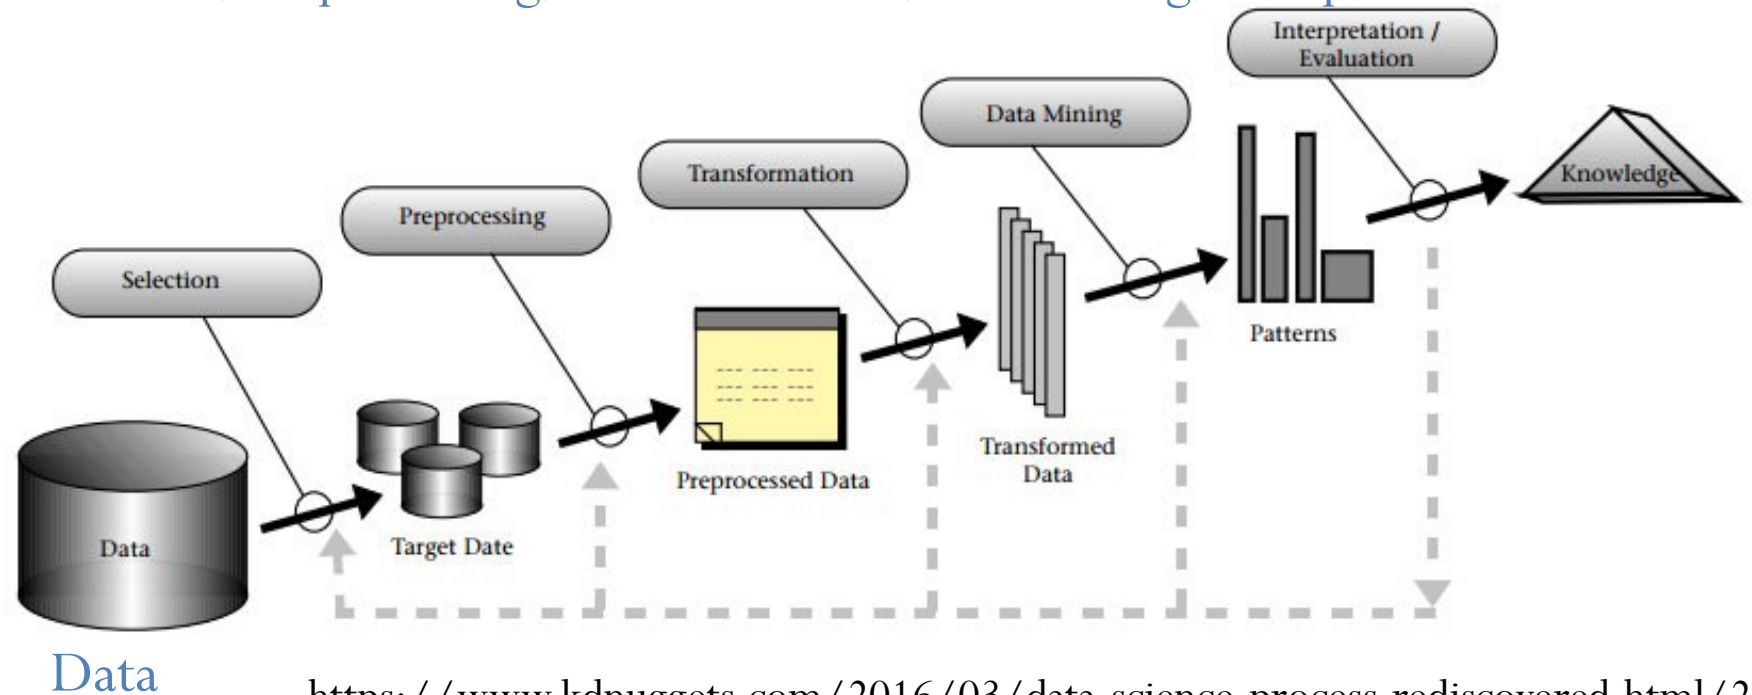 Interpretation /
Evaluation
Data Mining
Knowledge
Transformation
Preprocessing
Selection
Patterns
Transformed
Data
Preprocessed Data
Target Date
Data
Data